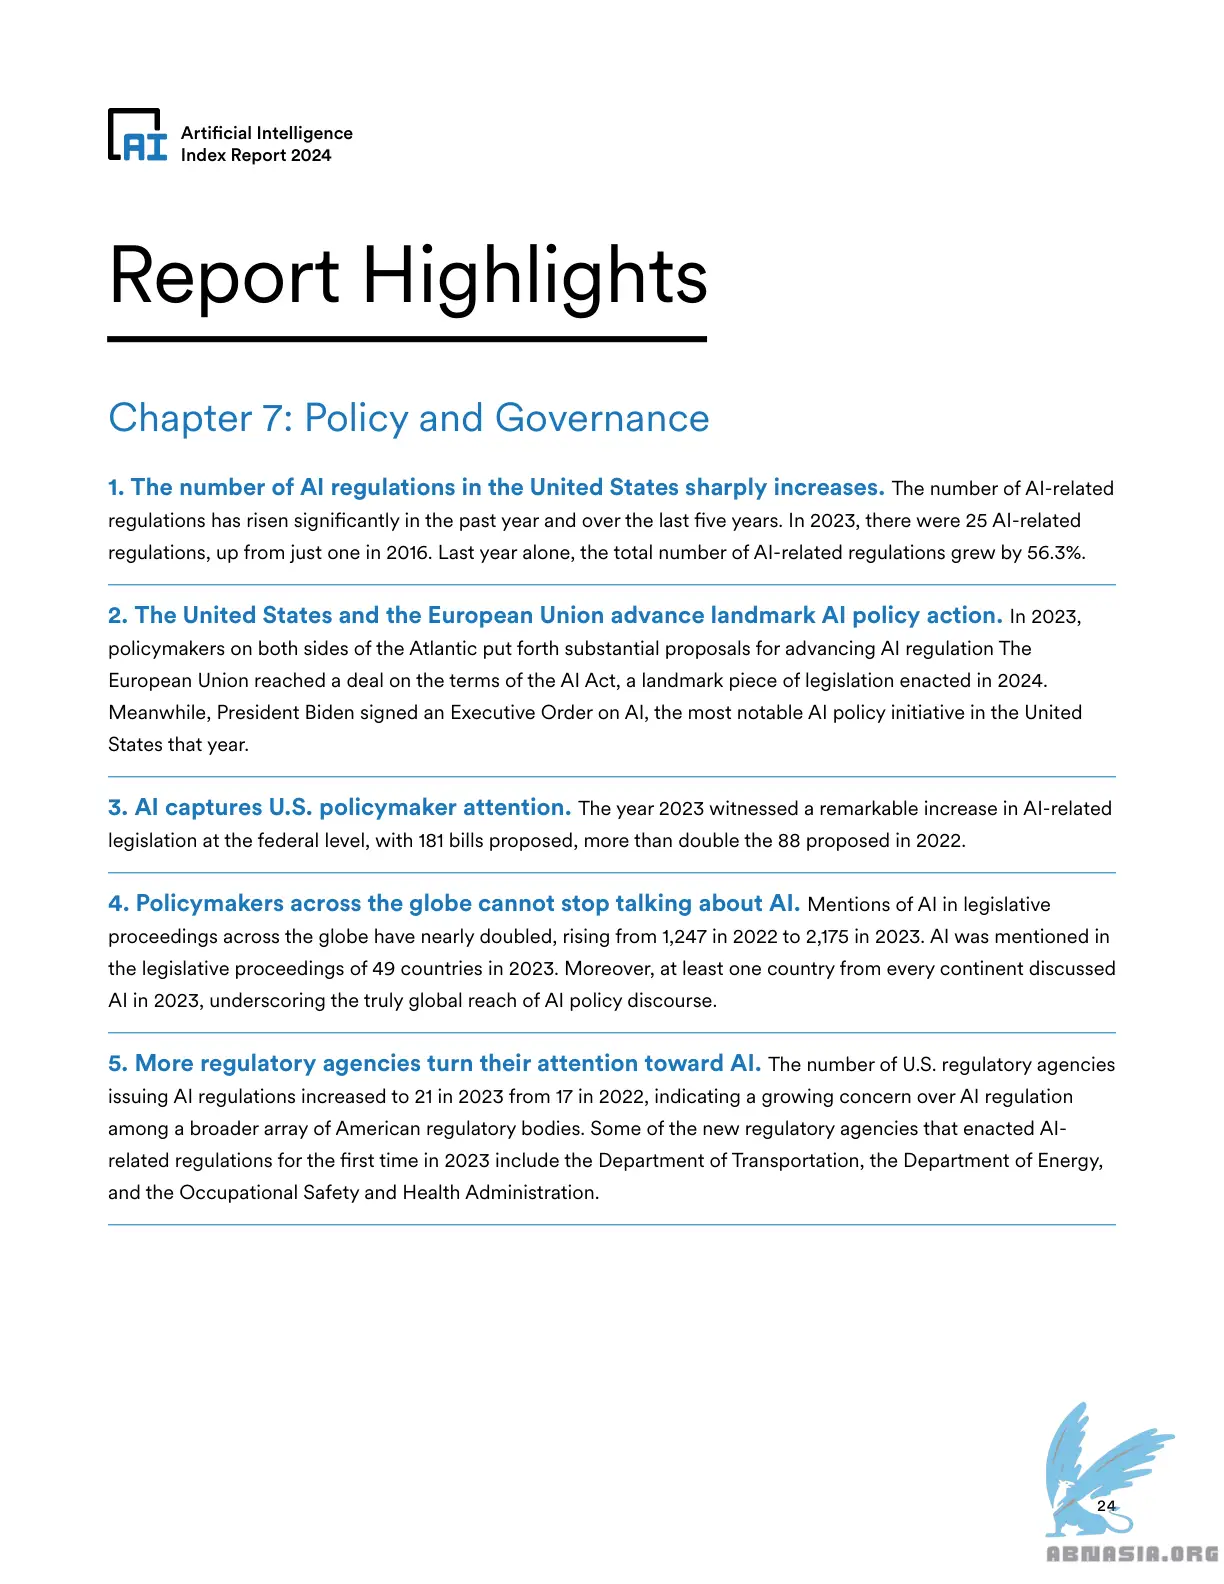 AI
Artificial Intelligence
Index Report 2024
Report Highlights
Chapter 7: Policy and Governance
1. The number of AI regulations in the United States sharply increases. The number of AI-related
regulations has risen significantly in the past year and over the last five years. In 2023, there were 25 AI-related
regulations, up from just one in 2016. Last year alone, the total number of AI-related regulations grew by 56.3%.
2. The United States and the European Union advance landmark AI policy action. In 2023,
policymakers on both sides of the Atlantic put forth substantial proposals for advancing AI regulation The
European Union reached a deal on the terms of the AI Act, a landmark piece of legislation enacted in 2024.
Meanwhile, President Biden signed an Executive Order on AI, the most notable AI policy initiative in the United
States that year.
3. AI captures U.S. policymaker attention. The year 2023 witnessed a remarkable increase in AI-related
legislation at the federal level, with 181 bills proposed, more than double the 88 proposed in 2022.
4. Policymakers across the globe cannot stop talking about AI. Mentions of AI in legislative
proceedings across the globe have nearly doubled, rising from 1,247 in 2022 to 2,175 in 2023. AI was mentioned in
the legislative proceedings of 49 countries in 2023. Moreover, at least one country from every continent discussed
AI in 2023, underscoring the truly global reach of AI policy discourse.
5. More regulatory agencies turn their attention toward AI. The number of U.S. regulatory agencies
issuing AI regulations increased to 21 in 2023 from 17 in 2022, indicating a growing concern over AI regulation
among a broader array of American regulatory bodies. Some of the new regulatory agencies that enacted AI-
related regulations for the first time in 2023 include the Department of Transportation, the Department of Energy,
and the Occupational Safety and Health Administration.
24
ABNASIA.ORG